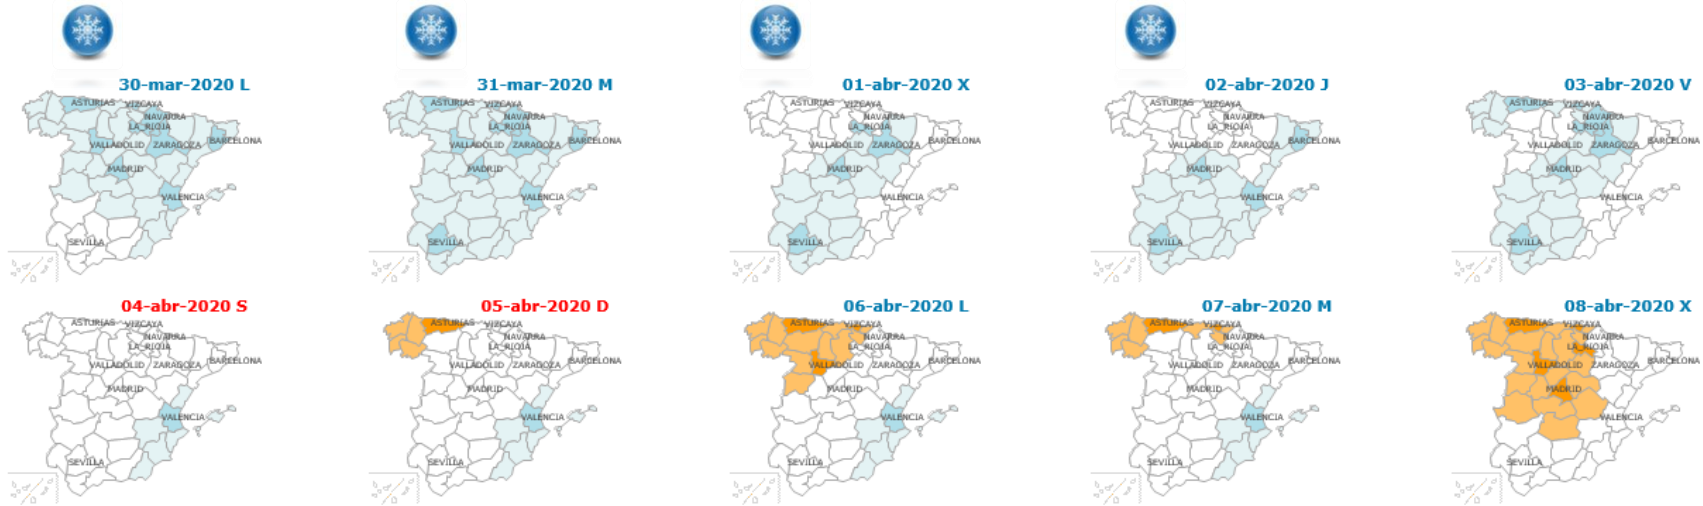 30-mar-2020 L
ASTURIAS VIZCAYA
NAVARRA
LA_RIOJA
VALLADOLID ZARAGOZA BARCELONA
MADRID
VALENCIA
SEVILLA
31-mar-2020 M
ASTURIAS VIZCAYA
NAVARRA
LA_RIOJA
VALLADOLID ZARAGOZA BARCELONA
MADRID
VALENCIA
SEVILLA
01-abr-2020 X
ASTURIAS VIZCAYA
NAVARRA
LA_RIOJA
VALLADOLID ZARAGOZA BARCELONA
MADRID
VALENCIA
SEVILLA
02-abr-2020 J
ASTURIAS VIZCAYA
NAVARRA
LA_RIOJA
VALLADOLID ZARAGOZA BARCELONA
MADRID
VALENCIA
SEVILLA
03-abr-2020 V
ASTURIAS VIZCAYA
NAVARRA
LA_RIOJA
VALLADOLID ZARAGOZA BARCELONA
MADRID
VALENCIA
SEVILLA
04-abr-2020 S
ASTURIAS VIZCAYA
NAVARRA
LA_RIOJA
VALLADOLID ZARAGOZA BARCELONA
MADRID
VALENCIA
SEVILLA
05-abr-2020 D
ASTURIAS VIZCAYA
NAVARRA
LA_RIOJA
VALLADOLID ZARAGOZA BARCELONA
MADRID
VALENCIA
SEVILLA
06-abr-2020 L
ASTURIAS VIZCAYA
NAVARRA
LA_RIOJA
VALLADOLID ZARAGOZA BARCELONA
MADRID
VALENCIA
SEVILLA
07-abr-2020 M
ASTURIAS VIZCAYA
NAVARRA
LA_RIOJA
VALLADOLID ZARAGOZA BARCELONA
MADRID
VALENCIA
SEVILLA
08-abr-2020 X
ASTURIAS VIZCAYA
NAVARRA
LA_RIOJA
VALLADOLID ZARAGOZA BARCELONA
MADRID
VALENCIA
SEVILLA